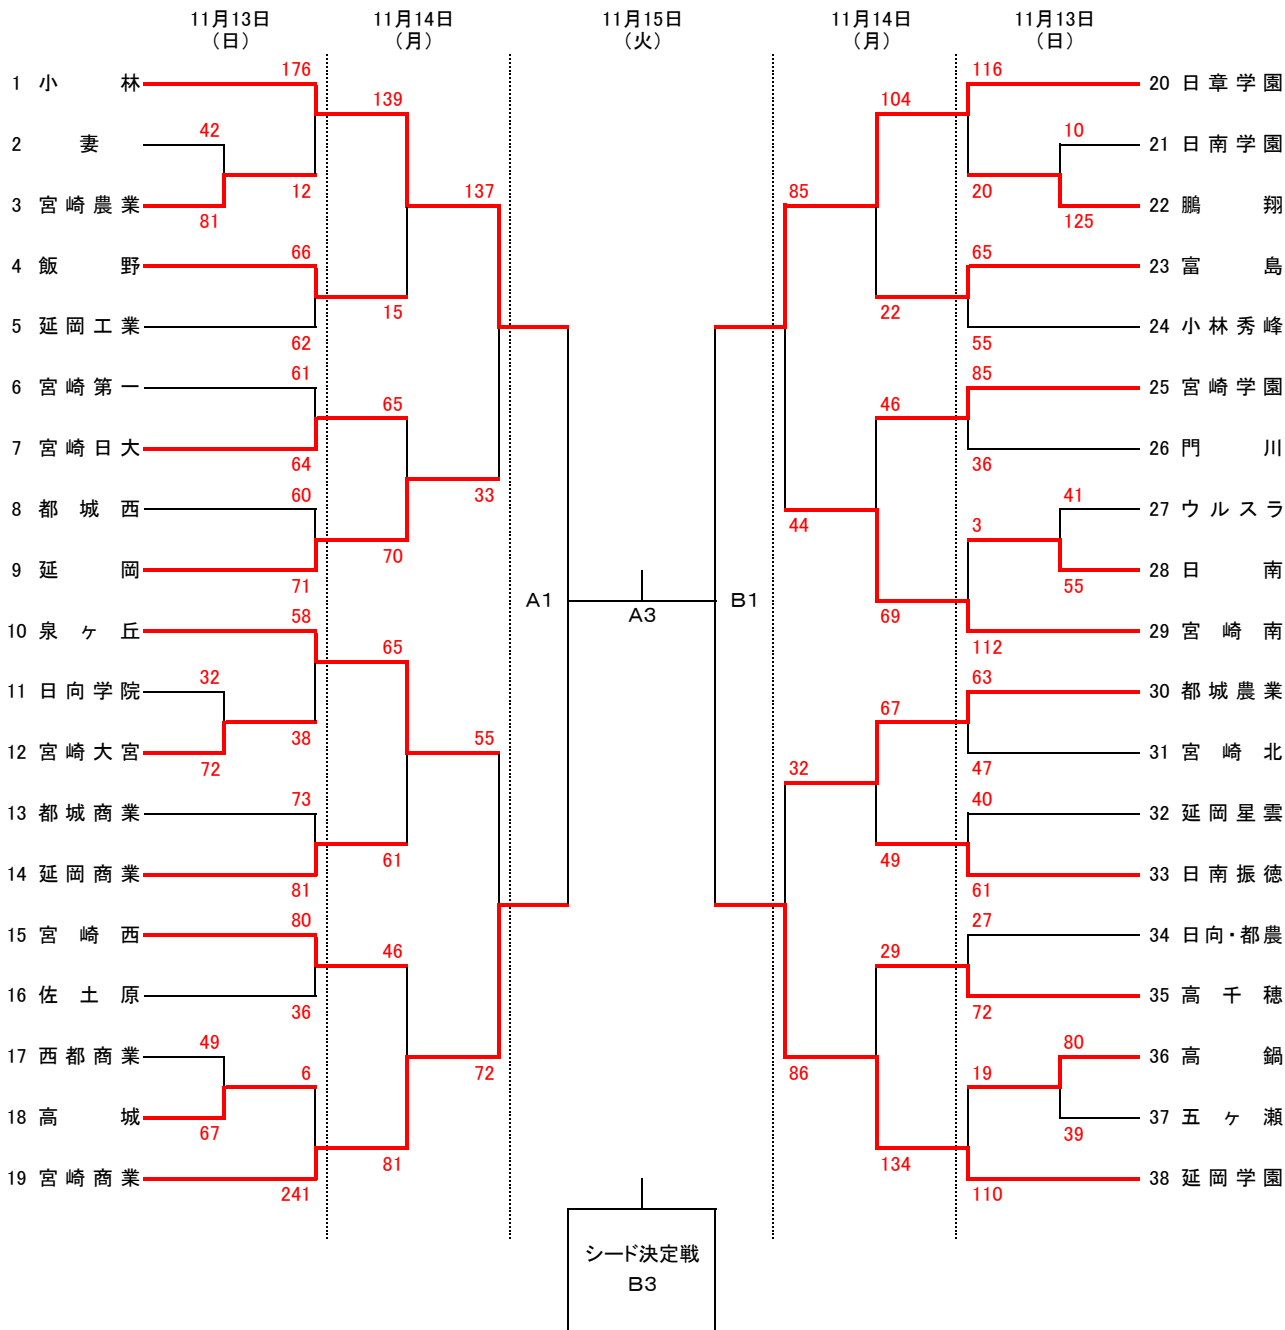 11月13日 11月14日 11月15日 11月14日 11月13日
（日） （月） （火） （月） （日）
176 116
1 小林 139 104 20 日章学園
42 10
2 妻 21 日南学園
12 137 85 20
3 宮崎農業 22 鵬翔
81 125
66 65
4 飯野 23 富島
15 22
5 延岡工業 24 小林秀峰
62 55
61 85
6 宮崎第一 25 宮崎学園
65 46
7 宮崎日大 26 門川
64 36
60 33 41
8 都城西 27 ウルスラ
44 3
9 延岡 70 28 日南
71 55
A1 B1
58 A3 69
10 泉ヶ丘 29 宮崎南
65 112
32 63
11 日向学院 30 都城農業
38 67
12 宮崎大宮 55 31 宮崎北
72 32 47
73 40
13 都城商業 32 延岡星雲
61 49
14 延岡商業 33 日南振徳
81 61
80 27
15 宮崎西 34 日向・都農
46 29
16 佐土原 35 高千穂
36 72
49 80
17 西都商業 36 高鍋
6 72 86 19
18 高城 37 五ヶ瀬
67 39
81 134
19 宮崎商業 38 延岡学園
241 110
シード決定戦
B3